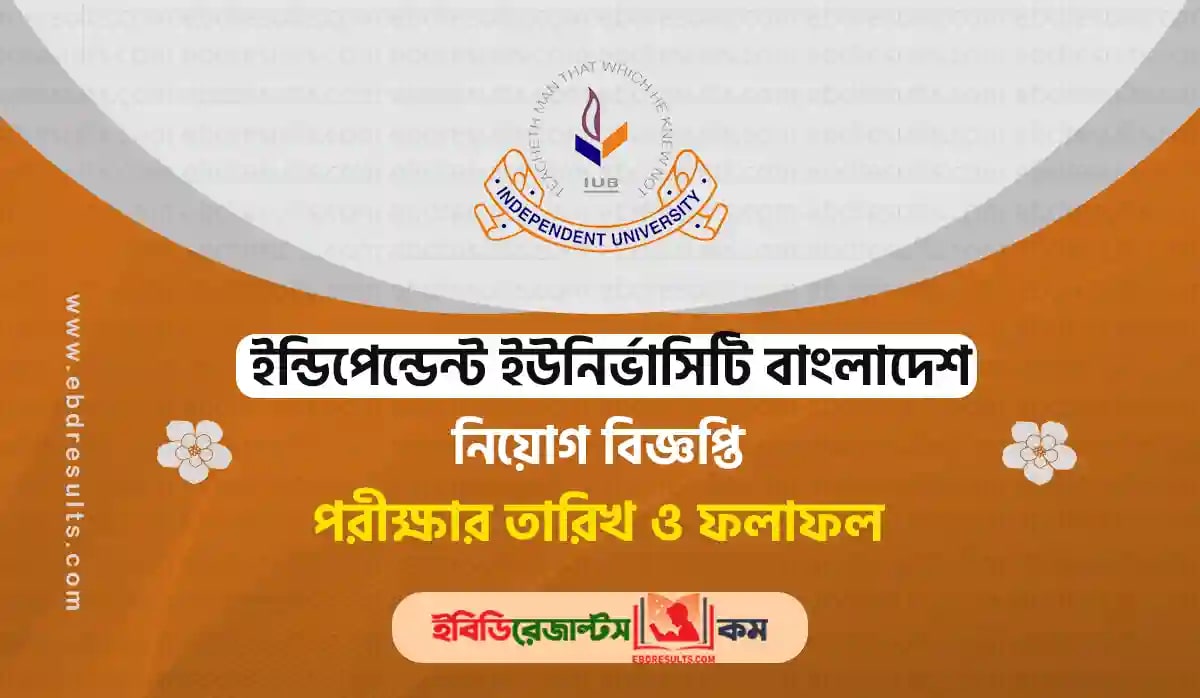 TEACHETH MAN THAT WHICH HE KNEW NOT
IUB
INDEPENDENT UNIVERSITY
www.ebdresults.com
ইন্ডিপেন্ডেন্ট ইউনির্ভাসিটি বাংলাদেশ
নিয়োগ বিজ্ঞপ্তি
পরীক্ষার তারিখ ও ফলাফল
ইবিডিরেজাল্টস কম
EBDRESULTS.COM